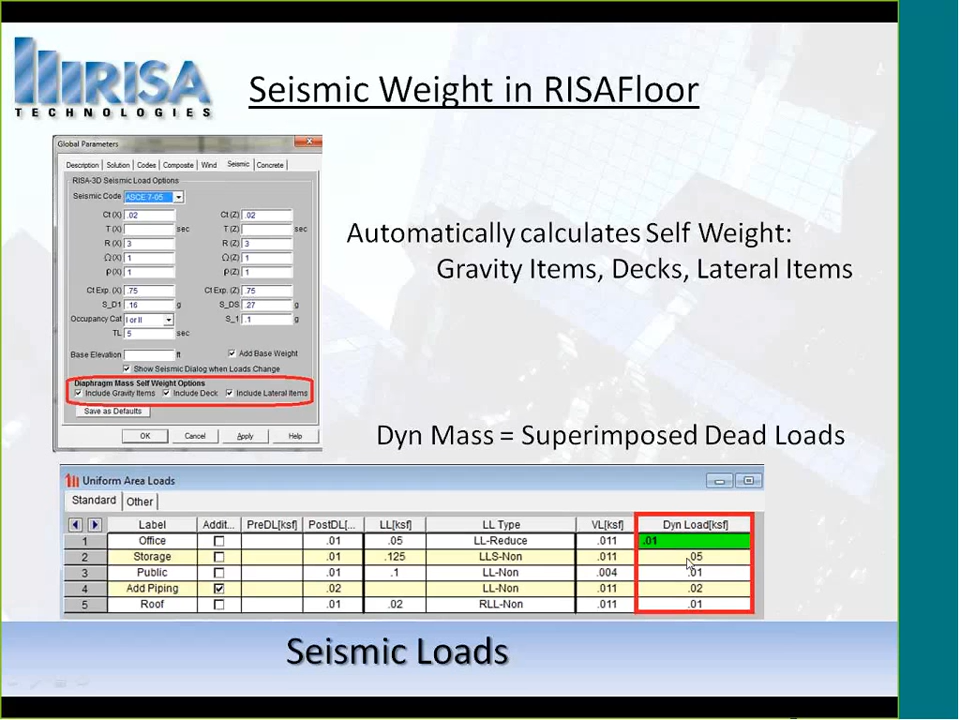 RISA
TECHNOLOGIES
Seismic Weight in RISAFloor
Global Parameters
Description Solution Codes Composite Wind Seismic Concrete
RISA-3D Seismic Load Options
Seismic Code ASCE 7-05
Ct (X) .02 Ct (Z) .02
T (X) sec T (Z) sec
R (X) 3 R (Z) 3
Ω (X) 1 Ω (Z) 1
ρ (X) 1 ρ (Z) 1
Ct Exp. (X) .75 Ct Exp. (Z) .75
S_D1 .16 g S_DS .27 g
Occupancy Cat I or II S_1 .1 g
TL 5 sec
Base Elevation ft Add Base Weight
Show Seismic Dialog when Loads Change
Diaphragm Mass Self Weight Options
Include Gravity Items Include Deck Include Lateral Items
Save as Defaults
OK Cancel Apply Help
Automatically calculates Self Weight:
Gravity Items, Decks, Lateral Items
Dyn Mass = Superimposed Dead Loads
Uniform Area Loads
Standard Other
Label Addit... PreDL[ksf] PostDL[... LL[ksf] LL Type VL[ksf] Dyn Load[ksf]
1 Office .01 .05 LL-Reduce .011 .01
2 Storage .01 .125 LLS-Non .011 .05
3 Public .01 .1 LL-Non .004 .01
4 Add Piping .02 LL-Non .011 .02
5 Roof .01 .02 RLL-Non .011 .01
Seismic Loads